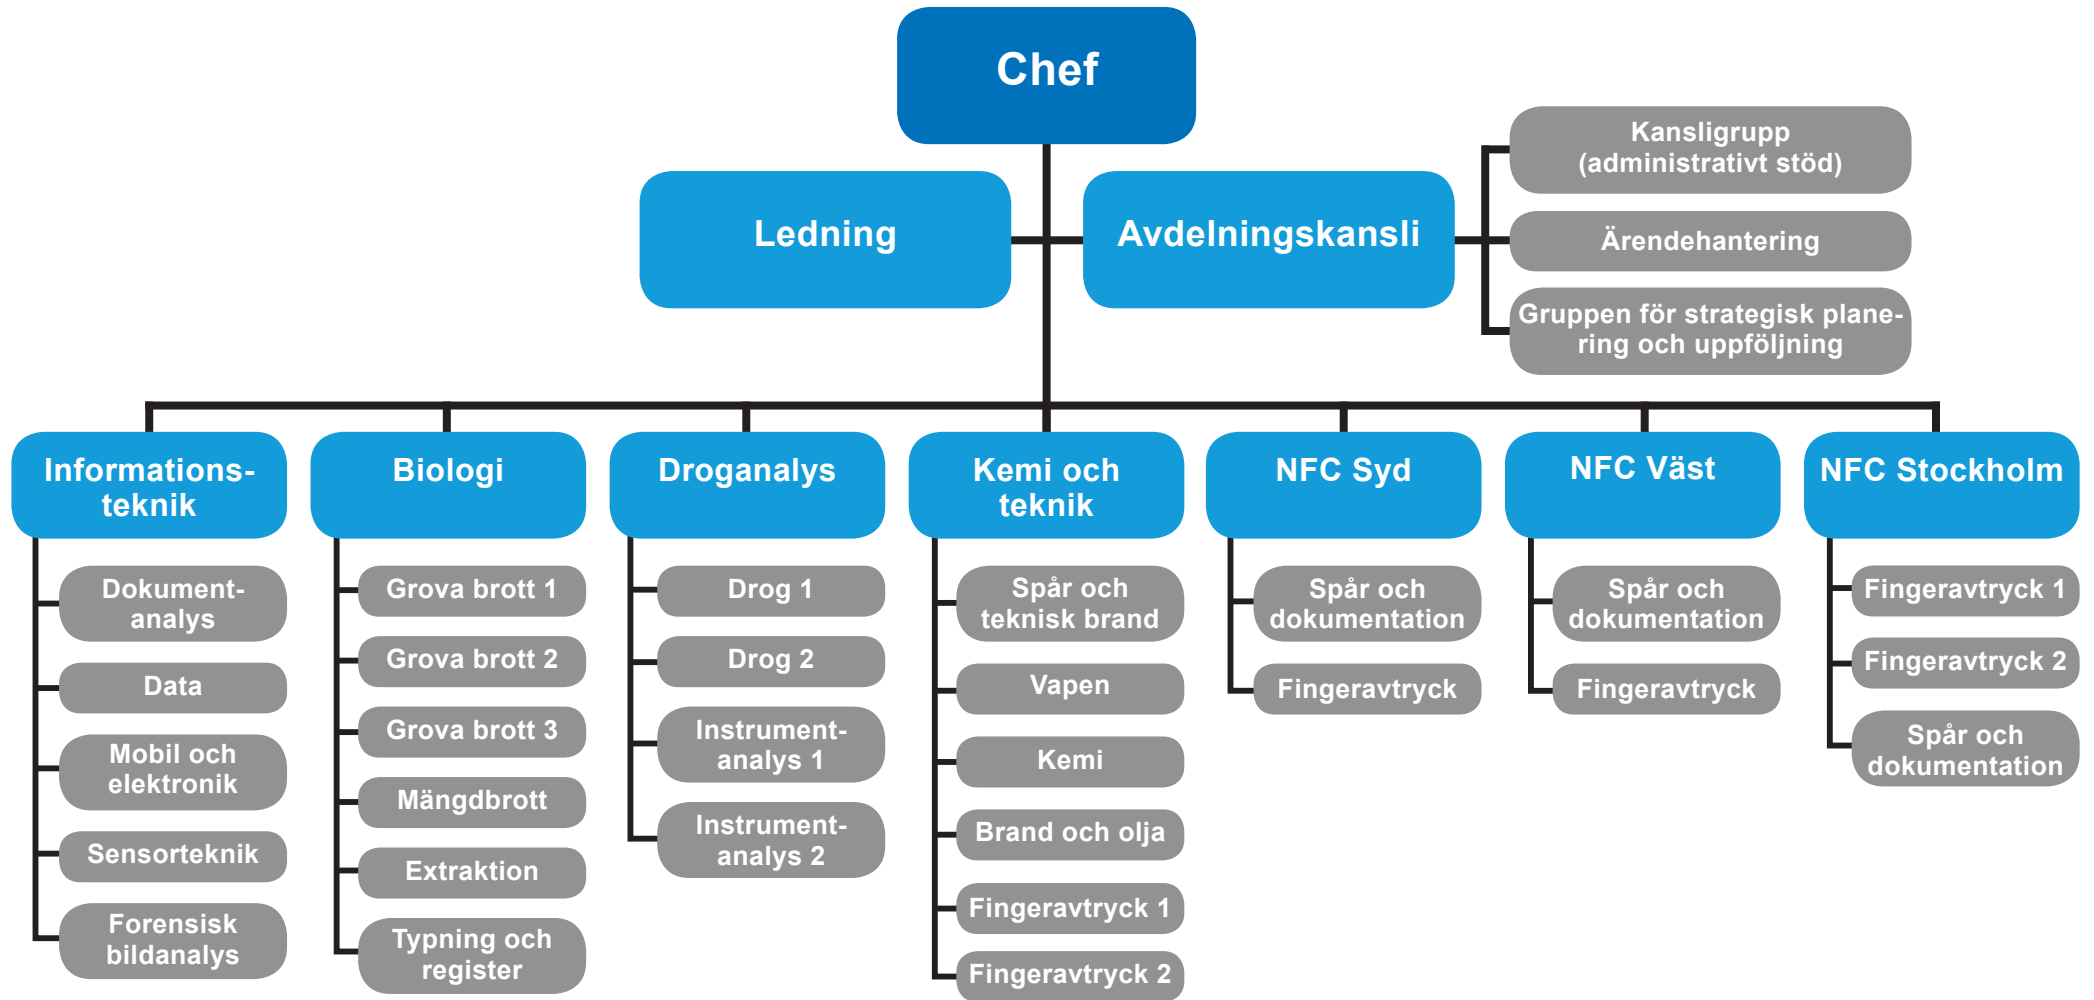 Chef
Ledning
Avdelningskansli
Kansligrupp
(administrativt stöd)
Ärendehantering
Gruppen för strategisk plane-
ring och uppföljning
Informations-
teknik
Dokument-
analys
Data
Mobil och
elektronik
Sensorteknik
Forensisk
bildanalys
Biologi
Grova brott 1
Grova brott 2
Grova brott 3
Mängdbrott
Extraktion
Typning och
register
Droganalys
Drog 1
Drog 2
Instrument-
analys 1
Instrument-
analys 2
Kemi och
teknik
Spår och
teknisk brand
Vapen
Kemi
Brand och olja
Fingeravtryck 1
Fingeravtryck 2
NFC Syd
Spår och
dokumentation
Fingeravtryck
NFC Väst
Spår och
dokumentation
Fingeravtryck
NFC Stockholm
Fingeravtryck 1
Fingeravtryck 2
Spår och
dokumentation